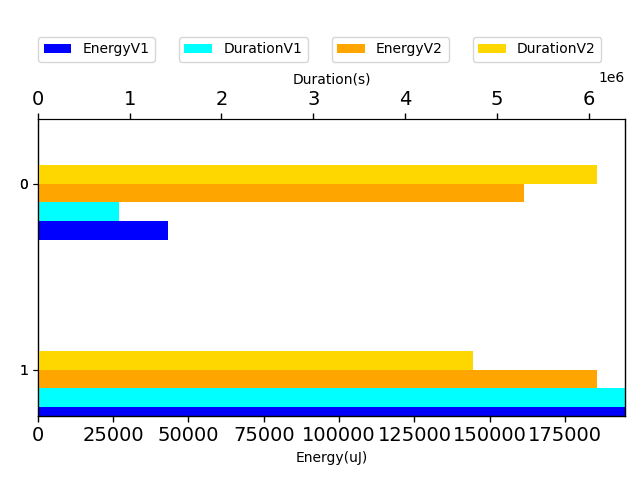 EnergyV1 DurationV1 EnergyV2 DurationV2
Duration(s)
1e6
0 1 2 3 4 5 6
0
1
0 25000 50000 75000 100000 125000 150000 175000
Energy(uJ)